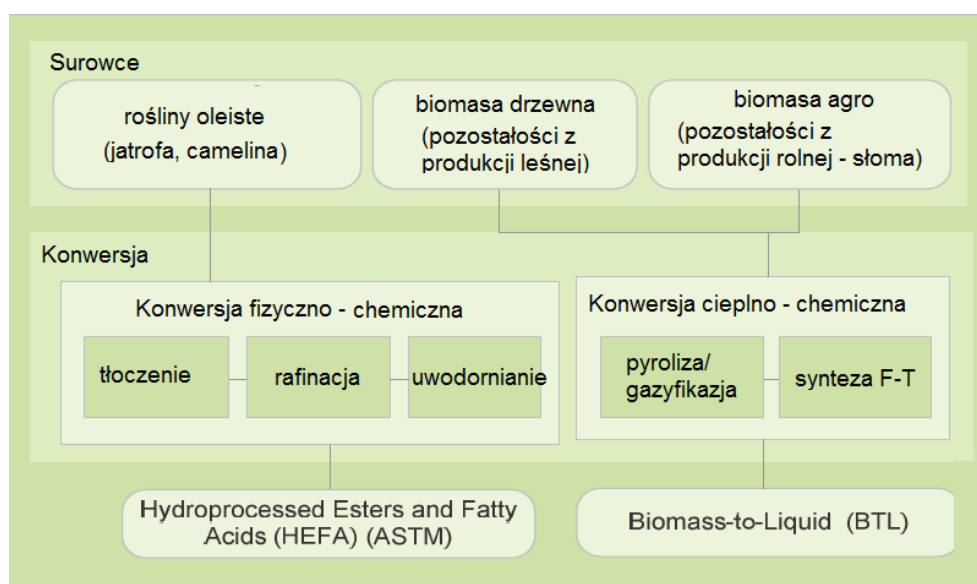 Surowce
rośliny oleiste
(jatrofa, camelina)
biomasa drzewna
(pozostałości z
produkcji leśnej)
biomasa agro
(pozostałości z
produkcji rolnej - słoma)
Konwersja
Konwersja fizyczno - chemiczna
tłoczenie
rafinacja
uwodornianie
Konwersja cieplno - chemiczna
pyroliza/
gazyfikazja
synteza F-T
Hydroprocessed Esters and Fatty
Acids (HEFA) (ASTM)
Biomass-to-Liquid (BTL)